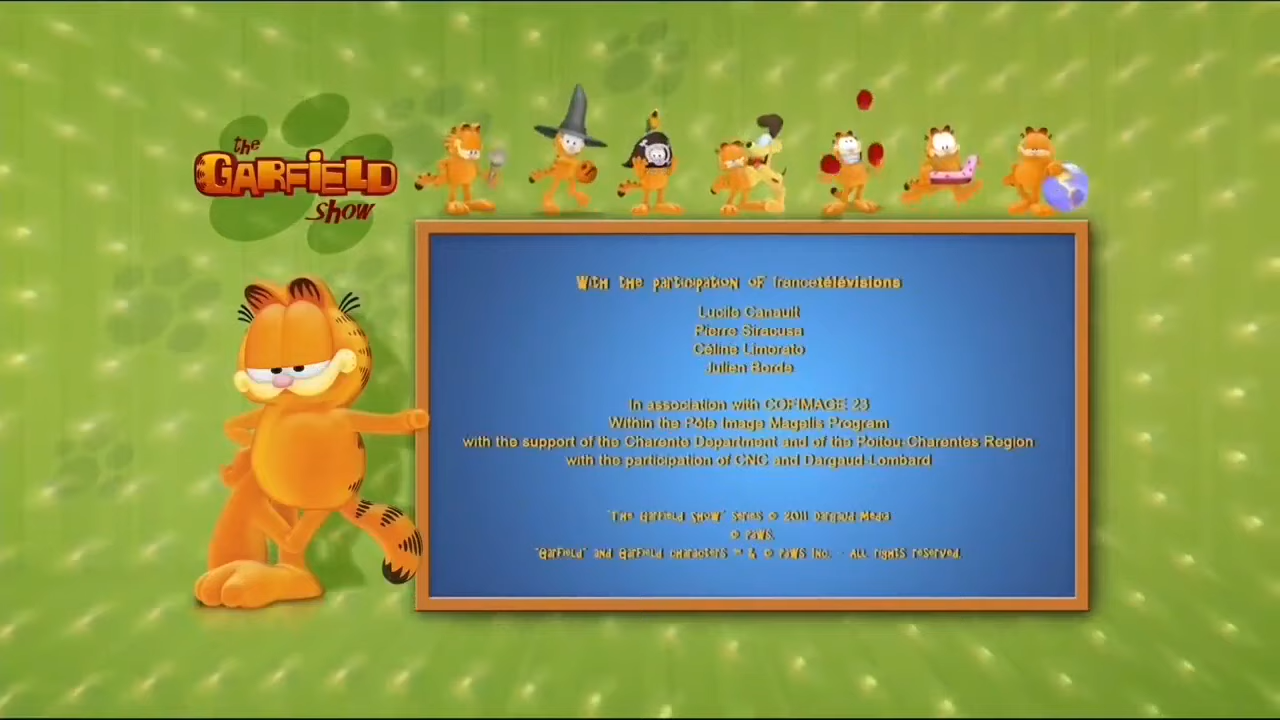 the
GARFIELD
show
With the participation of francetélévisions
Lucile Canault
Pierre Siracusa
Céline Limorato
Julien Borde
In association with COFIMAGE 23
Within the Pôle Image Magelis Program
with the support of the Charente Department and of the Poitou-Charentes Region
with the participation of CNC and Dargaud-Lombard
"The Garfield Show" Series © 2011 Dargaud Media
© PAWS.
"Garfield" and Garfield characters ™ & © PAWS INC. - All rights reserved.